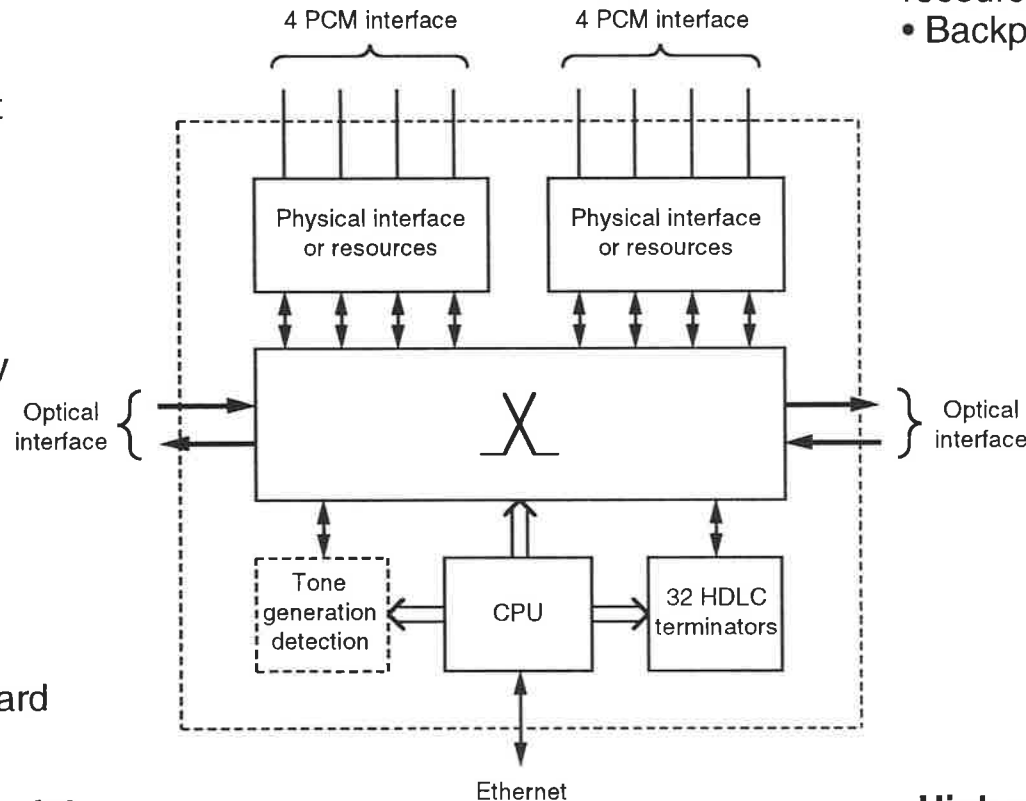 4 PCM interface
4 PCM interface
• Backp
Physical interface
or resources
Physical interface
or resources
Optical
interface
Optical
interface
Tone
generation
detection
CPU
32 HDLC
terminators
ard
Ethernet